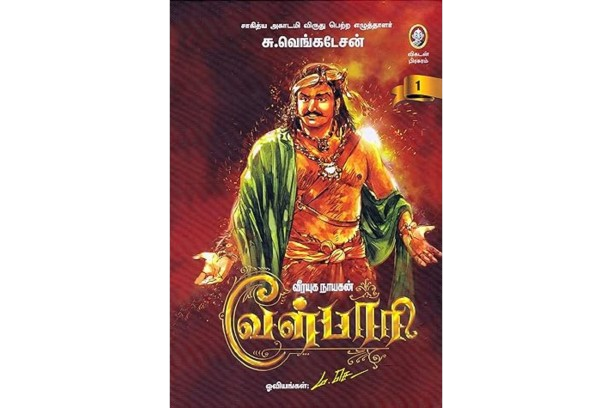 சாகித்ய அகாடமி விருது பெற்ற எழுத்தாளர்
சு.வெங்கடேசன்
விகடன்
பிரசுரம்
1
வீரயுக நாயகன்
வேள்பாரி
ஓவியங்கள்: